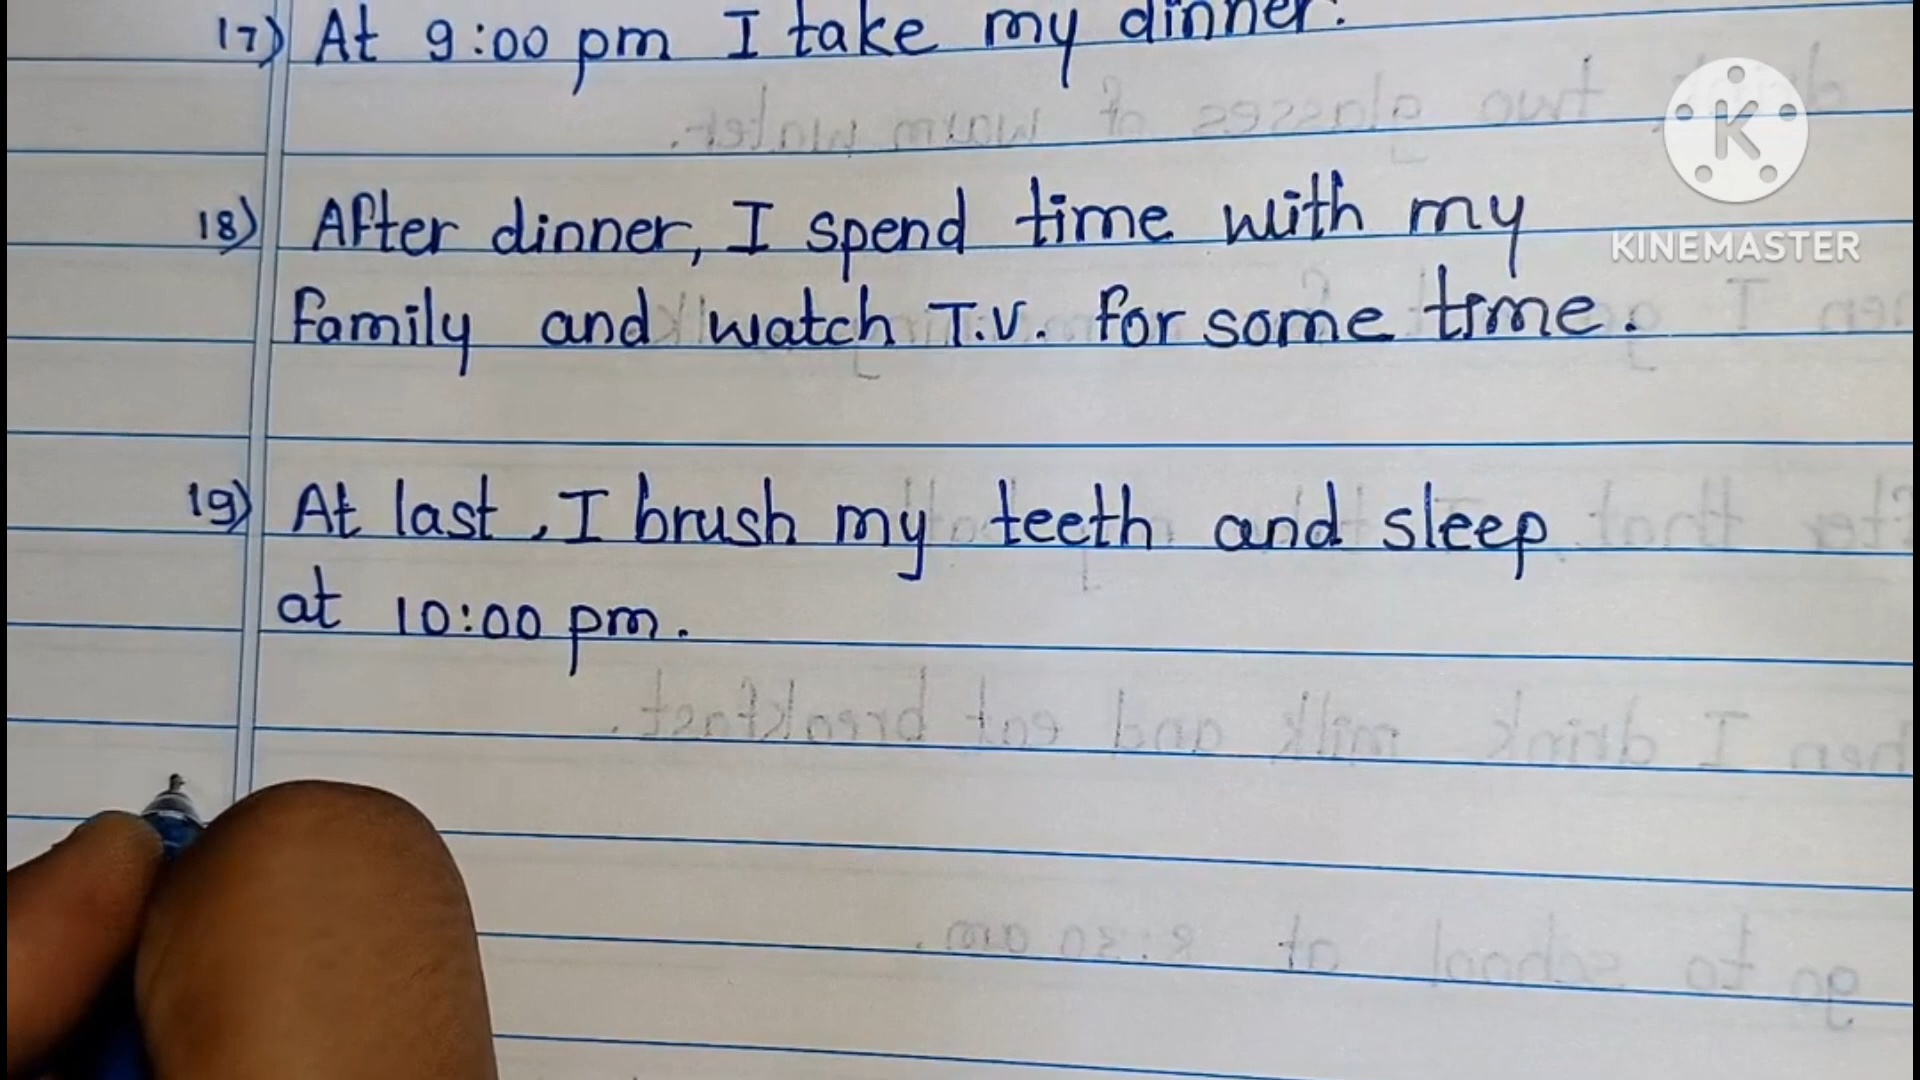 17) At 9:00 pm I take my dinner.
18) After dinner, I spend time with my
family and watch T.V. for some time.
19) At last, I brush my teeth and sleep
at 10:00 pm.
KINEMASTER